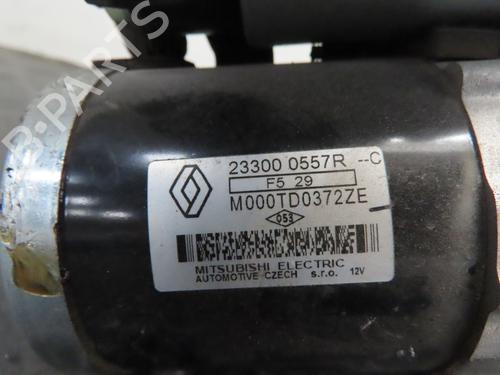 23300 0557R --C
F5 29
M000TD0372ZE
053
MITSUBISHI ELECTRIC
AUTOMOTIVE CZECH s.r.o. 12V
B-PARTS